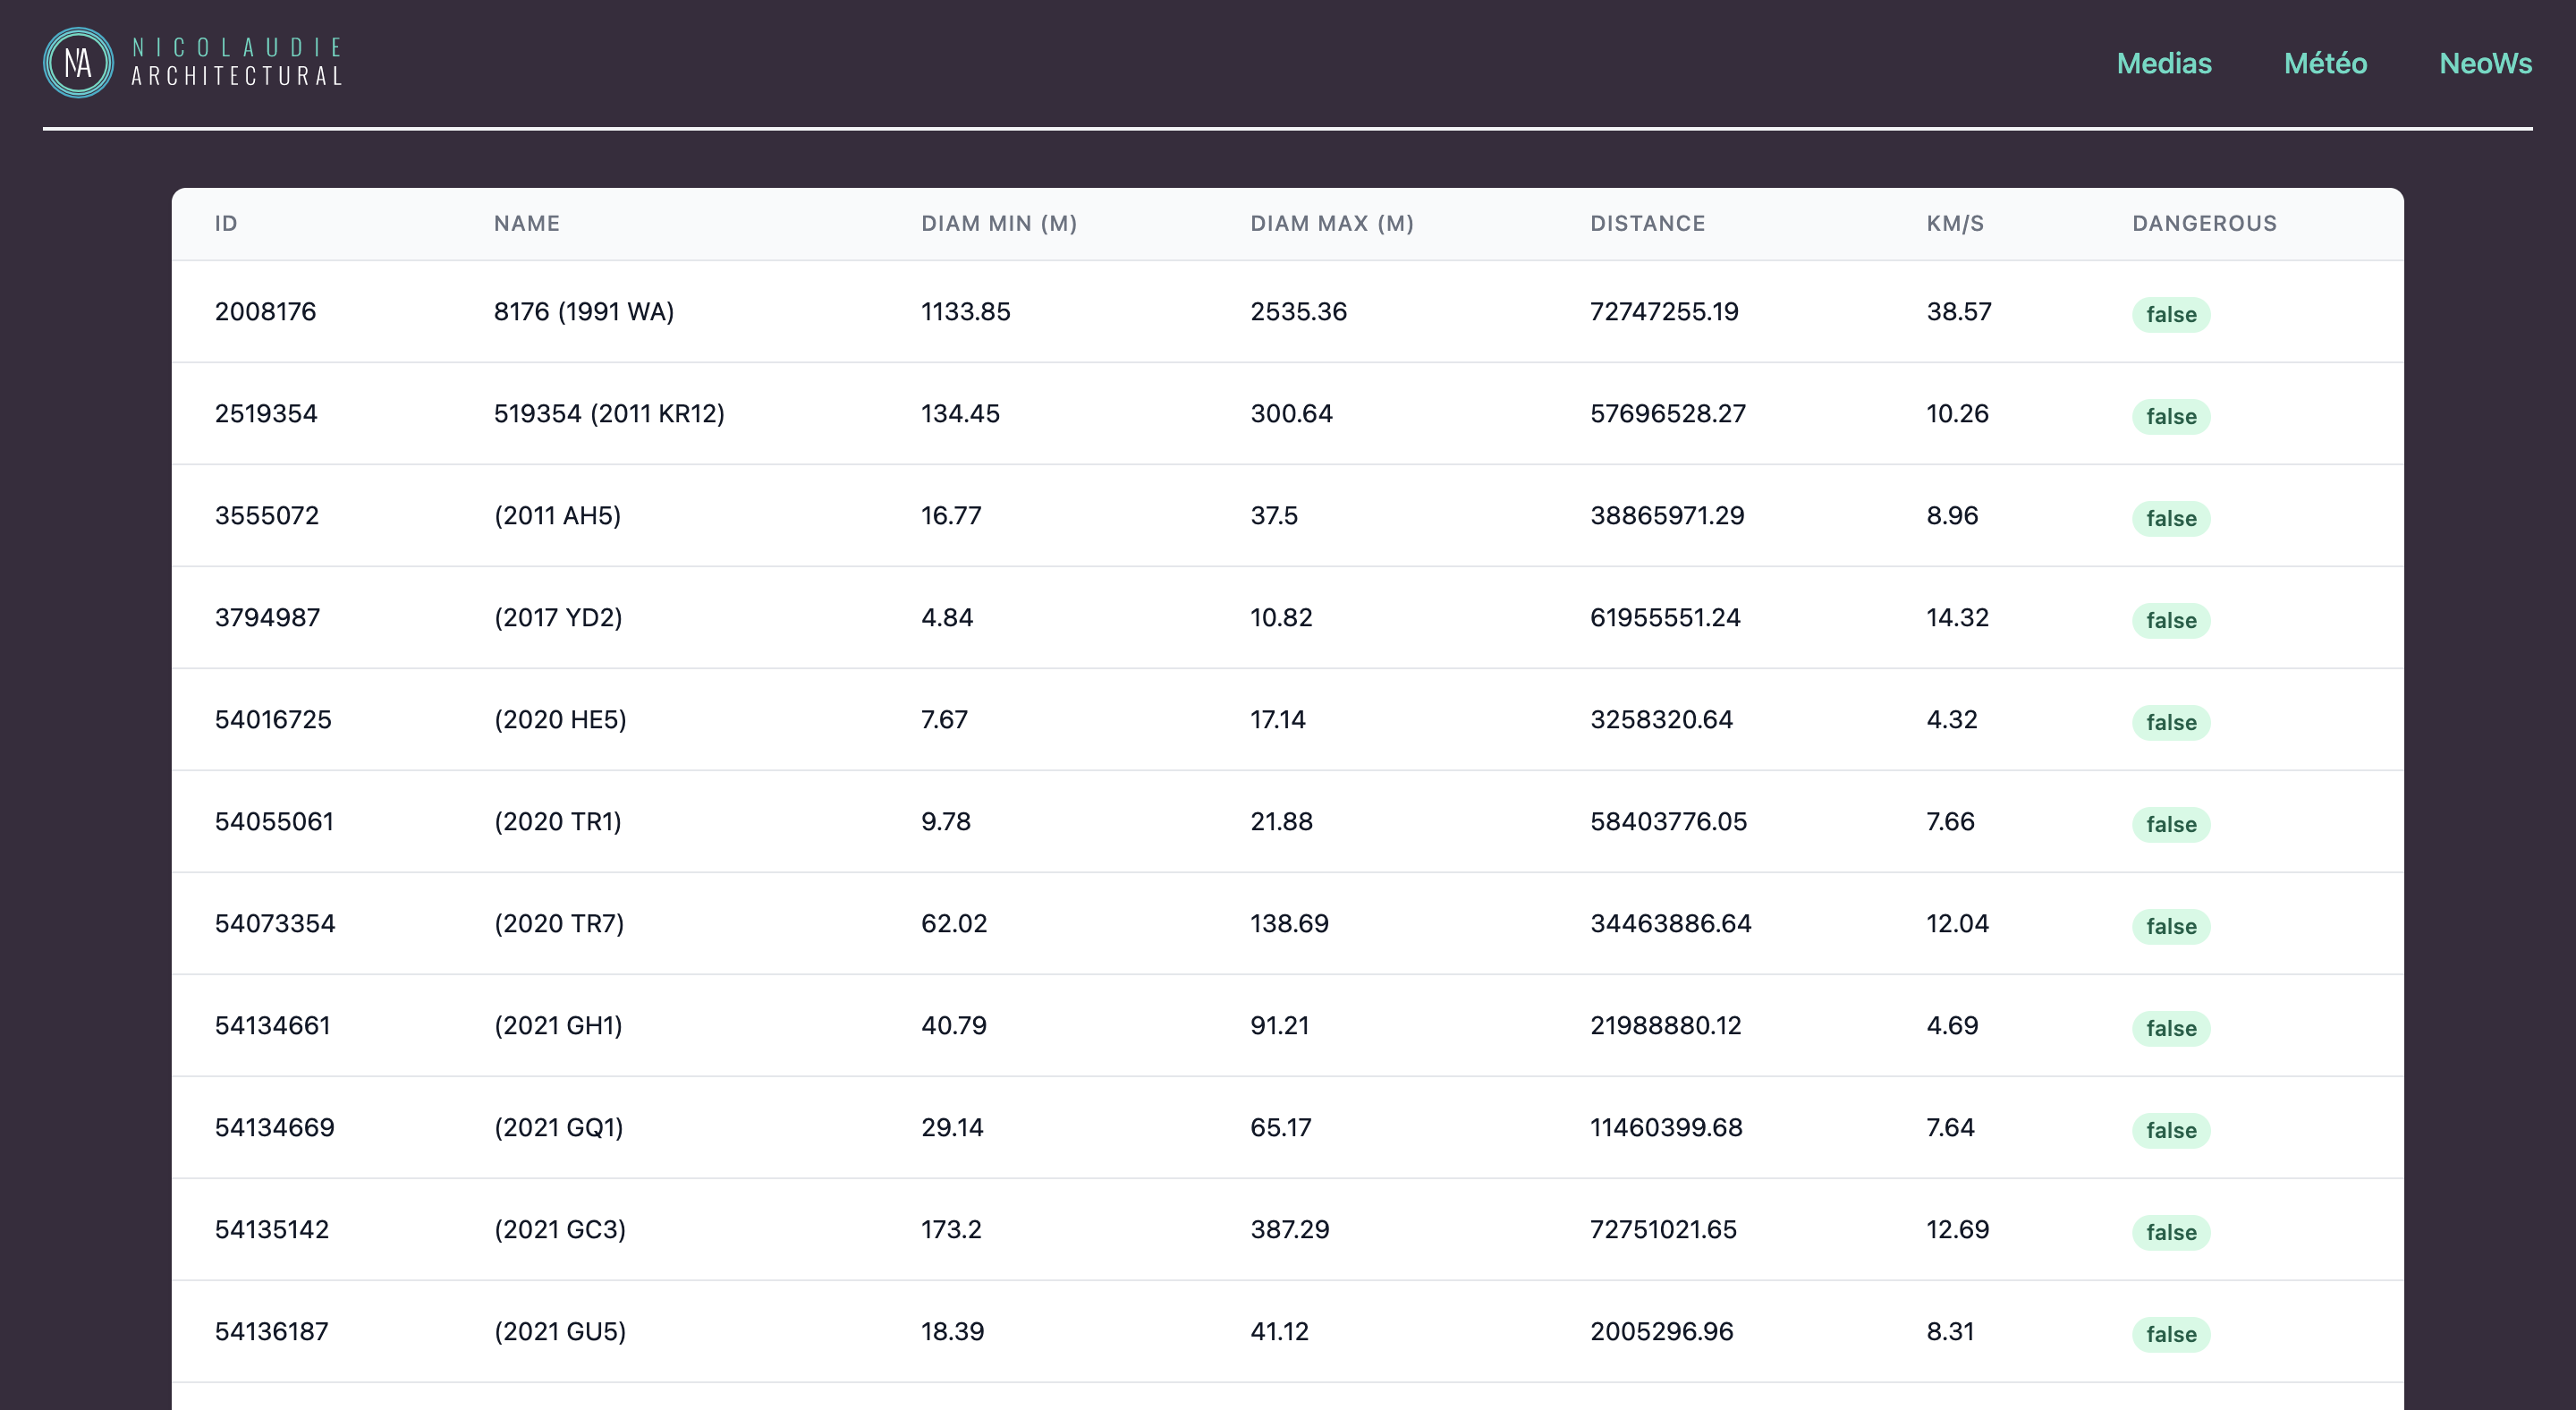 NA NICOLAUDIE
ARCHITECTURAL
Medias Météo NeoWs
ID NAME DIAM MIN (M) DIAM MAX (M) DISTANCE KM/S DANGEROUS
2008176 8176 (1991 WA) 1133.85 2535.36 72747255.19 38.57 false
2519354 519354 (2011 KR12) 134.45 300.64 57696528.27 10.26 false
3555072 (2011 AH5) 16.77 37.5 38865971.29 8.96 false
3794987 (2017 YD2) 4.84 10.82 61955551.24 14.32 false
54016725 (2020 HE5) 7.67 17.14 3258320.64 4.32 false
54055061 (2020 TR1) 9.78 21.88 58403776.05 7.66 false
54073354 (2020 TR7) 62.02 138.69 34463886.64 12.04 false
54134661 (2021 GH1) 40.79 91.21 21988880.12 4.69 false
54134669 (2021 GQ1) 29.14 65.17 11460399.68 7.64 false
54135142 (2021 GC3) 173.2 387.29 72751021.65 12.69 false
54136187 (2021 GU5) 18.39 41.12 2005296.96 8.31 false